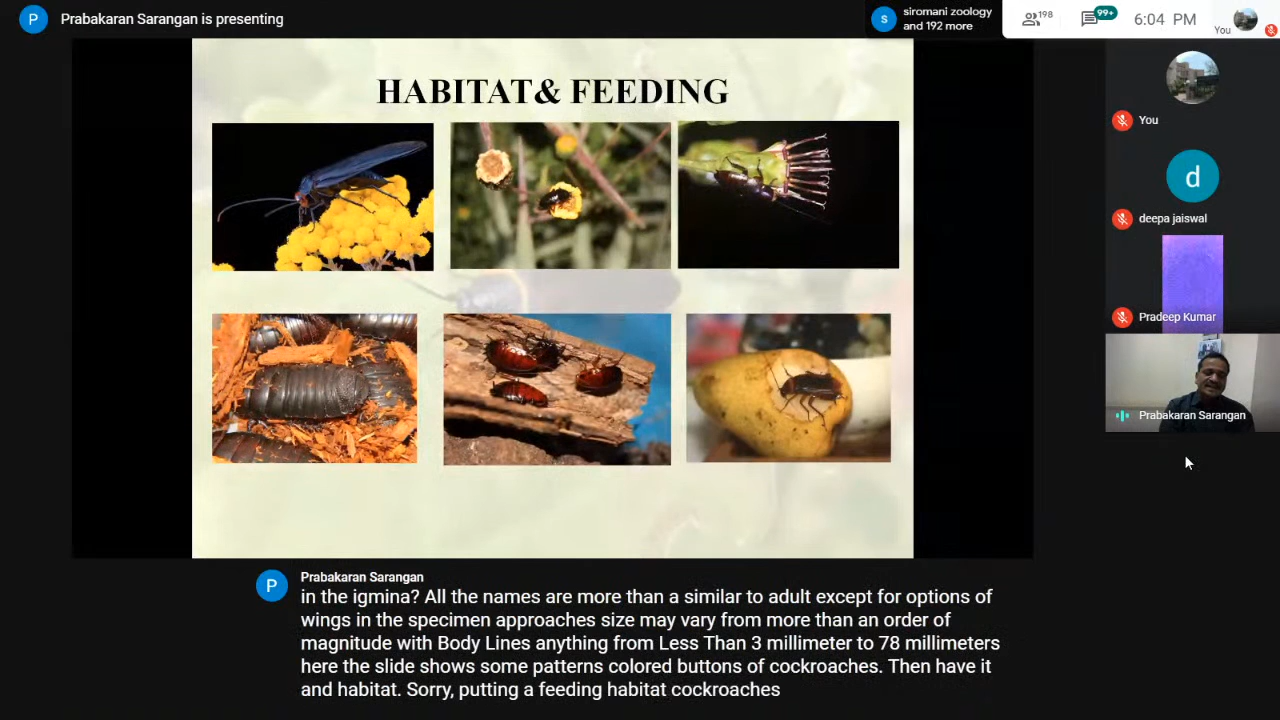 P Prabakaran Sarangan is presenting
S siromani zoology
and 192 more
198
99+
6:04 PM
You
HABITAT& FEEDING
You
d
deepa jaiswal
Pradeep Kumar
Prabakaran Sarangan
P Prabakaran Sarangan
in the igmina? All the names are more than a similar to adult except for options of
wings in the specimen approaches size may vary from more than an order of
magnitude with Body Lines anything from Less Than 3 millimeter to 78 millimeters
here the slide shows some patterns colored buttons of cockroaches. Then have it
and habitat. Sorry, putting a feeding habitat cockroaches